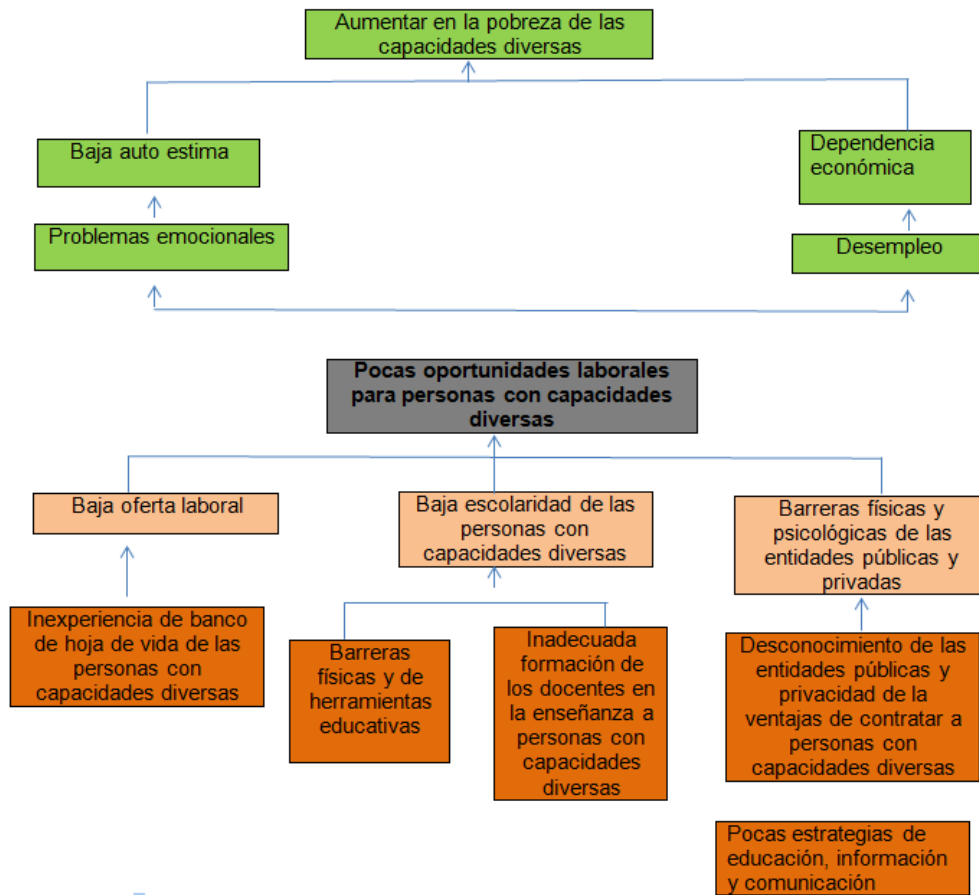 Aumentar en la pobreza de las
capacidades diversas
Baja auto estima
Dependencia
económica
Problemas emocionales
Desempleo
Pocas oportunidades laborales
para personas con capacidades
diversas
Baja oferta laboral
Baja escolaridad de las
personas con
capacidades diversas
Barreras físicas y
psicológicas de las
entidades públicas y
privadas
Inexperiencia de banco
de hoja de vida de las
personas con
capacidades diversas
Barreras
físicas y de
herramientas
educativas
Inadecuada
formación de
los docentes en
la enseñanza a
personas con
capacidades
diversas
Desconocimiento de las
entidades públicas y
privacidad de la
ventajas de contratar a
personas con
capacidades diversas
Pocas estrategias de
educación, información
y comunicación